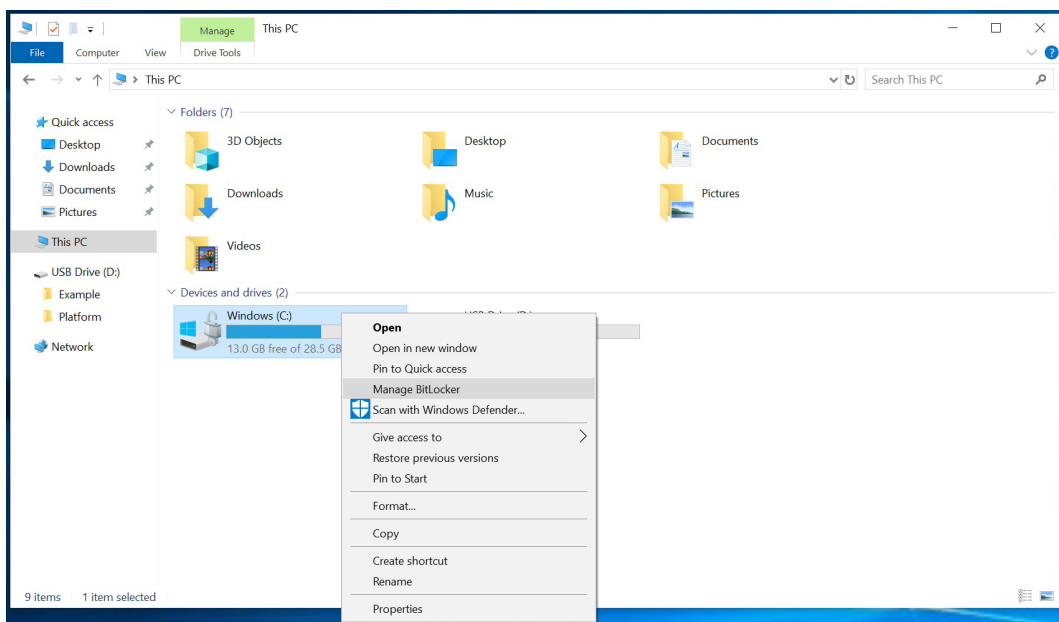 Manage
This PC
File
Computer
View
Drive Tools
This PC
Search This PC
Quick access
Desktop
Downloads
Documents
Pictures
This PC
USB Drive (D:)
Example
Platform
Network
Folders (7)
3D Objects
Desktop
Documents
Downloads
Music
Pictures
Videos
Devices and drives (2)
Windows (C:)
13.0 GB free of 28.5 GB
Open
Open in new window
Pin to Quick access
Manage BitLocker
Scan with Windows Defender...
Give access to
Restore previous versions
Pin to Start
Format...
Copy
Create shortcut
Rename
Properties
9 items
1 item selected